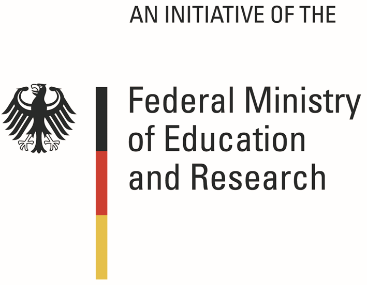 AN INITIATIVE OF THE
Federal Ministry
of Education
and Research